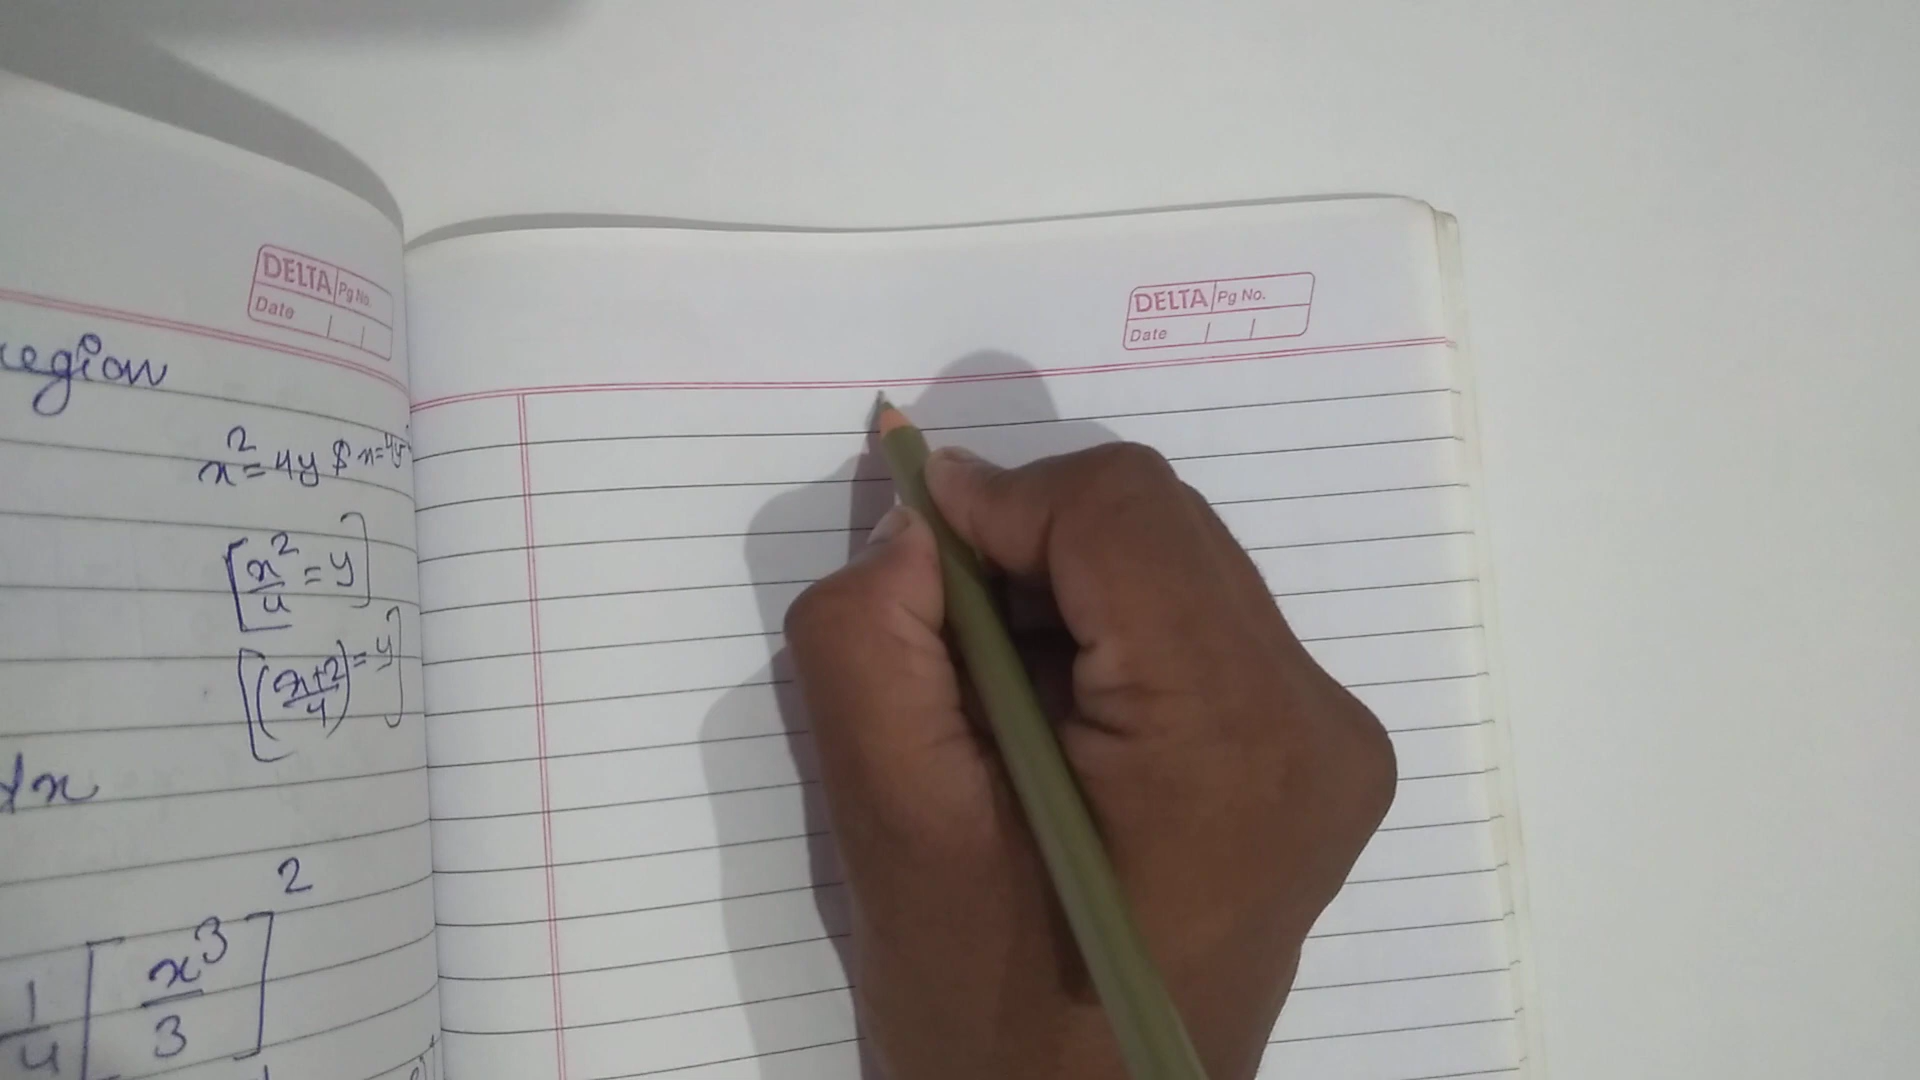 DELTA Pg No.
Date
region
x² = 4y $ x = 4y-
[x²/4 = y]
[(x+2/4) = y]
dx
1/4 [x³/3]²
DELTA Pg No.
Date